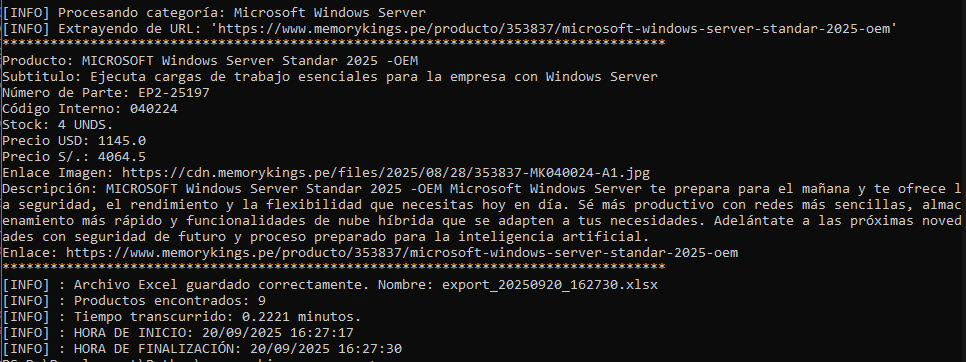 [INFO] Procesando categoría: Microsoft Windows Server
[INFO] Extrayendo de URL: 'https://www.memorykings.pe/producto/353837/microsoft-windows-server-standar-2025-oem'
***********************************************************************************
Producto: MICROSOFT Windows Server Standar 2025 -OEM
Subtitulo: Ejecuta cargas de trabajo esenciales para la empresa con Windows Server
Número de Parte: EP2-25197
Código Interno: 040224
Stock: 4 UNDS.
Precio USD: 1145.0
Precio S/.: 4064.5
Enlace Imagen: https://cdn.memorykings.pe/files/2025/08/28/353837-MK040024-A1.jpg
Descripción: MICROSOFT Windows Server Standar 2025 -OEM Microsoft Windows Server te prepara para el mañana y te ofrece l
a seguridad, el rendimiento y la flexibilidad que necesitas hoy en día. Sé más productivo con redes más sencillas, almac
enamiento más rápido y funcionalidades de nube híbrida que se adapten a tus necesidades. Adelántate a las próximas noved
ades con seguridad de futuro y proceso preparado para la inteligencia artificial.
Enlace: https://www.memorykings.pe/producto/353837/microsoft-windows-server-standar-2025-oem
***********************************************************************************
[INFO] : Archivo Excel guardado correctamente. Nombre: export_20250920_162730.xlsx
[INFO] : Productos encontrados: 9
[INFO] : Tiempo transcurrido: 0.2221 minutos.
[INFO] : HORA DE INICIO: 20/09/2025 16:27:17
[INFO] : HORA DE FINALIZACIÓN: 20/09/2025 16:27:30